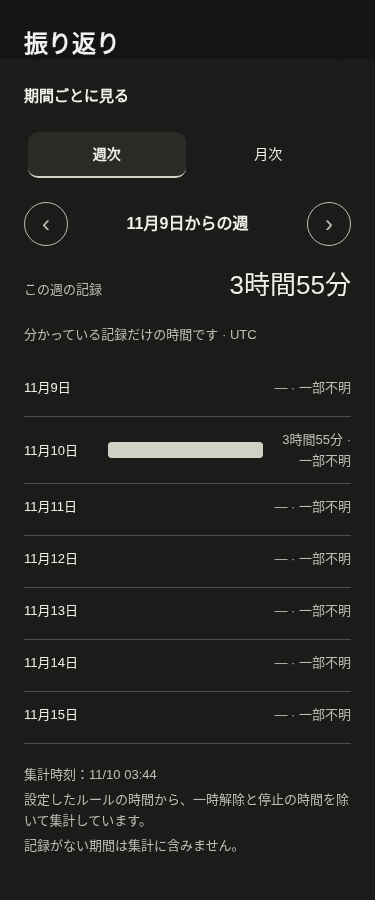 振り返り
期間ごとに見る
週次 月次
‹ 11月9日からの週 ›
この週の記録 3時間55分
分かっている記録だけの時間です · UTC
11月9日 — · 一部不明
11月10日 3時間55分 ·
一部不明
11月11日 — · 一部不明
11月12日 — · 一部不明
11月13日 — · 一部不明
11月14日 — · 一部不明
11月15日 — · 一部不明
集計時刻：11/10 03:44
設定したルールの時間から、一時解除と停止の時間を除
いて集計しています。
記録がない期間は集計に含みません。